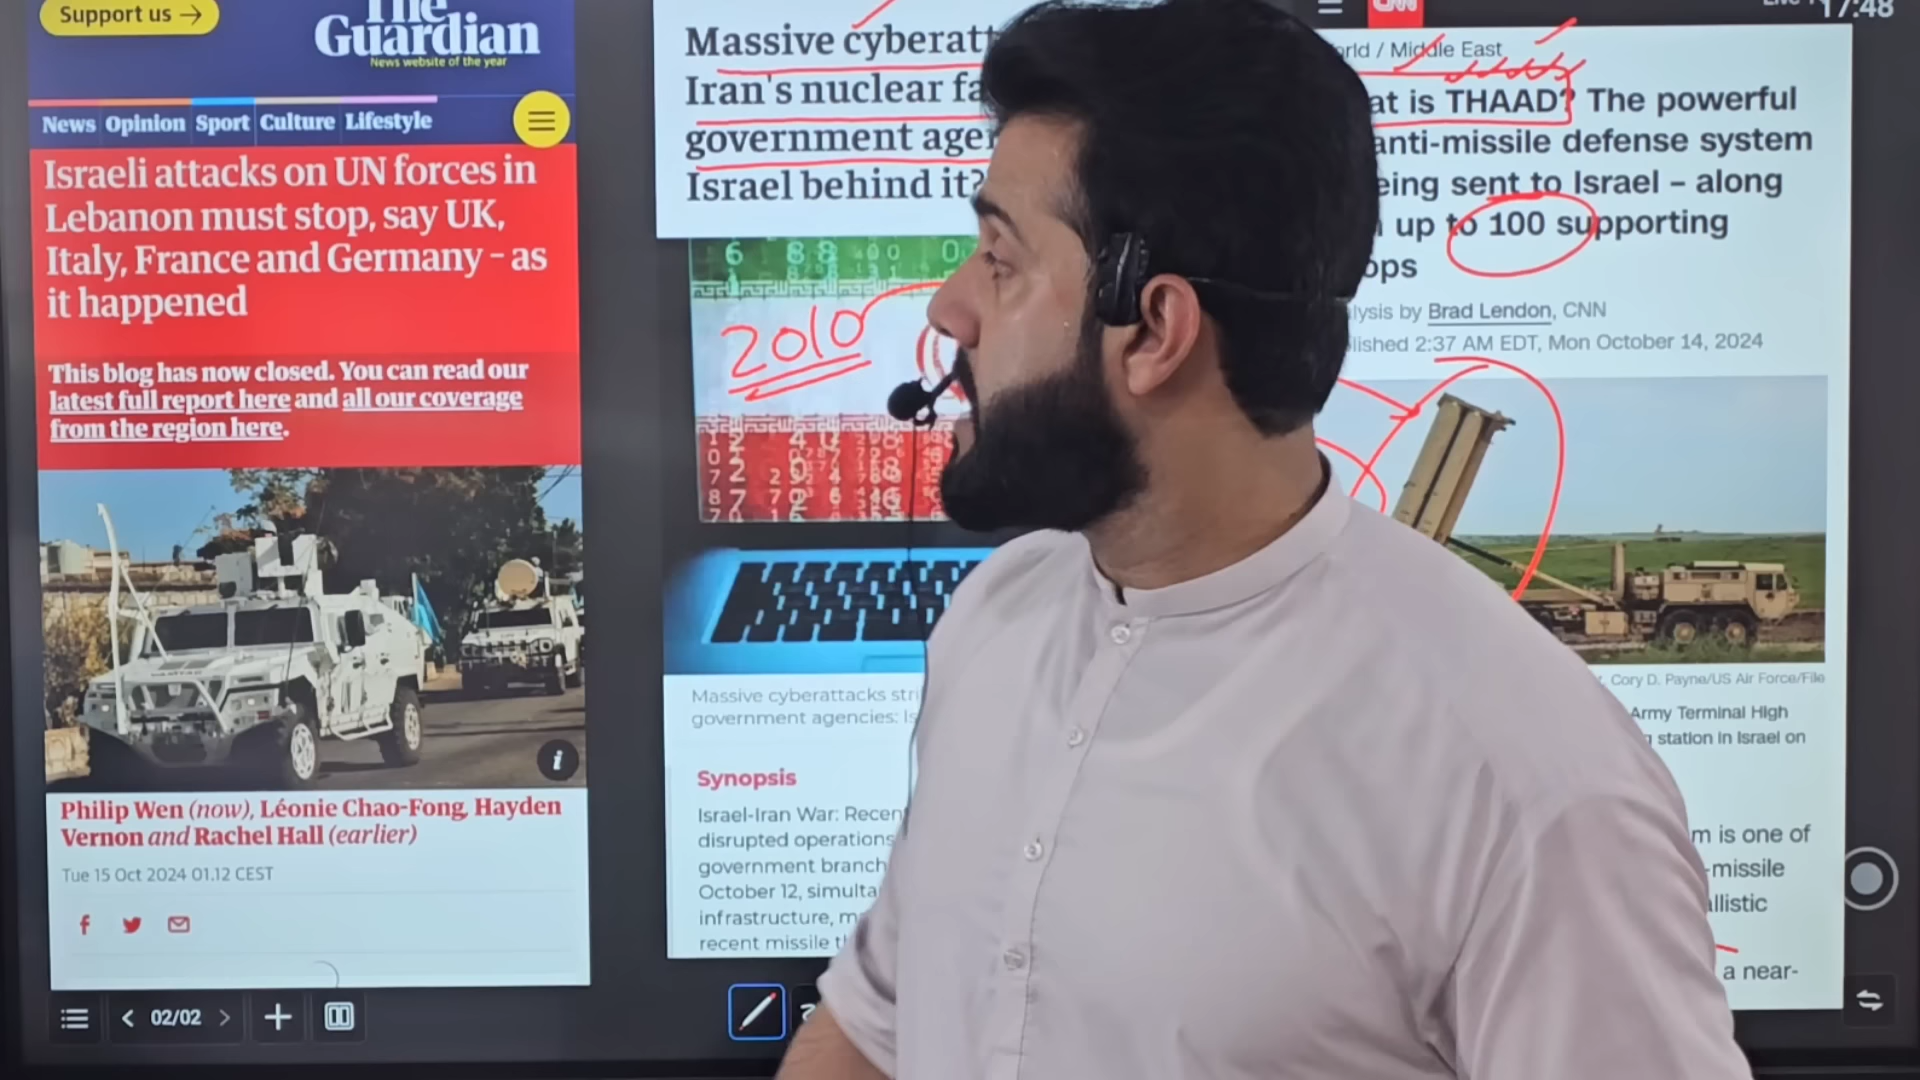 Support us →
The
Guardian
News website of the year
News Opinion Sport Culture Lifestyle
Israeli attacks on UN forces in
Lebanon must stop, say UK,
Italy, France and Germany – as
it happened
This blog has now closed. You can read our
latest full report here and all our coverage
from the region here.
Philip Wen (now), Léonie Chao-Fong, Hayden
Vernon and Rachel Hall (earlier)
Tue 15 Oct 2024 01.12 CEST
02/02
Massive cyberatt
Iran's nuclear fa
government age
Israel behind it?
2010
Massive cyberattacks stri
government agencies: Is
Synopsis
Israel-Iran War: Recen
disrupted operations
government branch
October 12, simulta
infrastructure, m
recent missile t
CNN
17:48
/ Middle East
at is THAAD? The powerful
anti-missile defense system
eing sent to Israel – along
up to 100 supporting
ops
lysis by Brad Lendon, CNN
lished 2:37 AM EDT, Mon October 14, 2024
Cory D. Payne/US Air Force/File
Army Terminal High
station in Israel on
m is one of
-missile
llistic
a near-